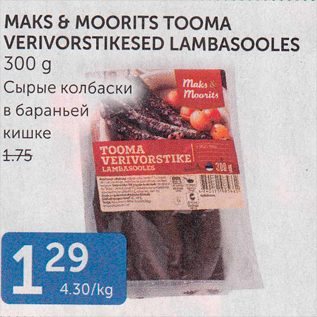 MAKS & MOORITS TOOMA
VERIVORSTIKESED LAMBASOOLES
300 g
Сырые колбаски
в бараньей
кишке
1.75
Maks &
Moorits
TOOMA
VERIVORSTIKE
LAMBASOOLES
300 g
1 29
4.30/kg